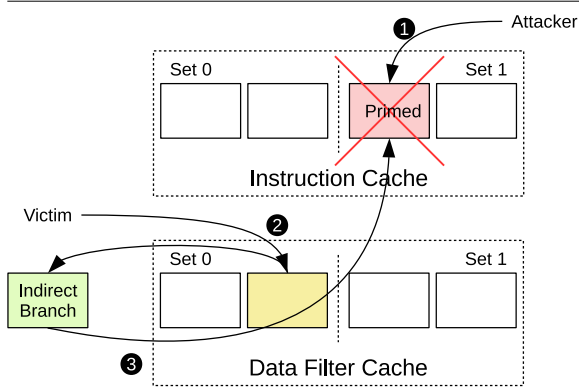 1
Attacker
Set 0
Set 1
Primed
Instruction Cache
Victim
2
Set 0
Set 1
Indirect
Branch
3
Data Filter Cache